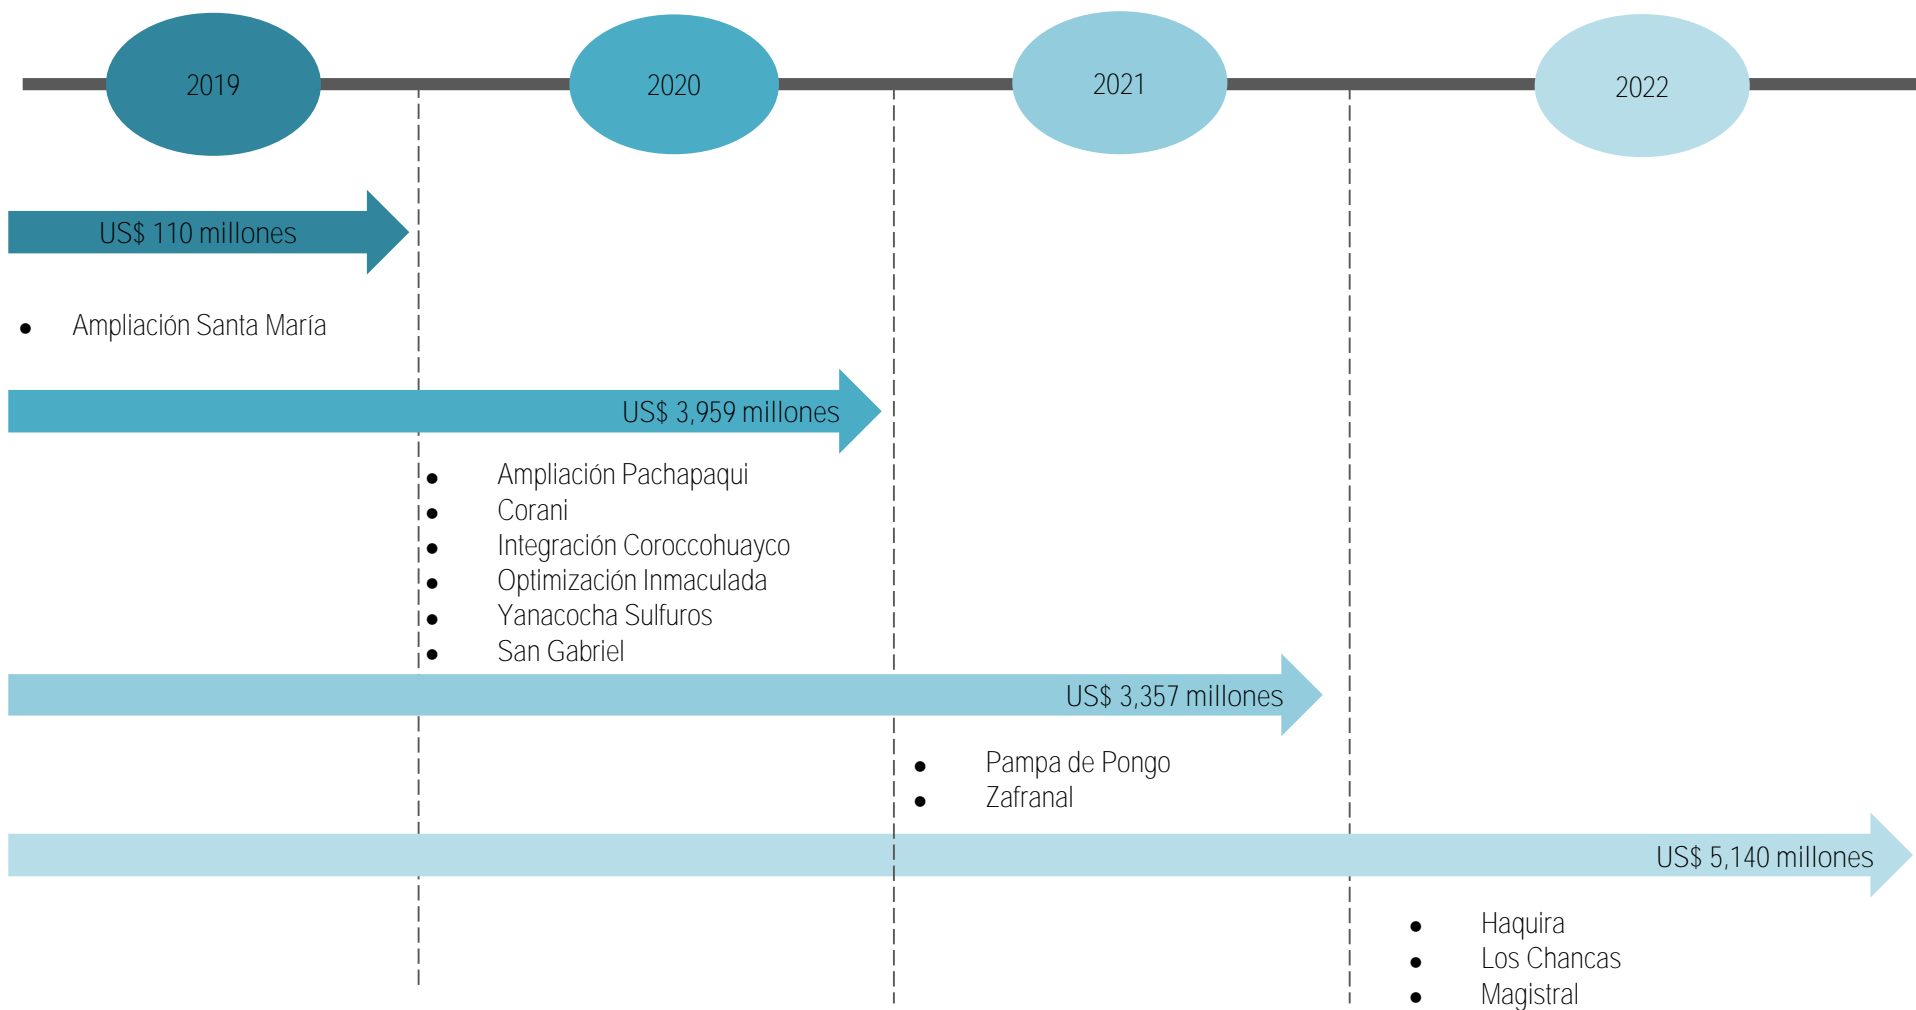 2019
2020
2021
2022
US$ 110 millones
● Ampliación Santa María
US$ 3,959 millones
● Ampliación Pachapaqui
● Corani
● Integración Coroccohuayco
● Optimización Inmaculada
● Yanacocha Sulfuros
● San Gabriel
US$ 3,357 millones
● Pampa de Pongo
● Zafranal
US$ 5,140 millones
● Haquira
● Los Chancas
● Magistral